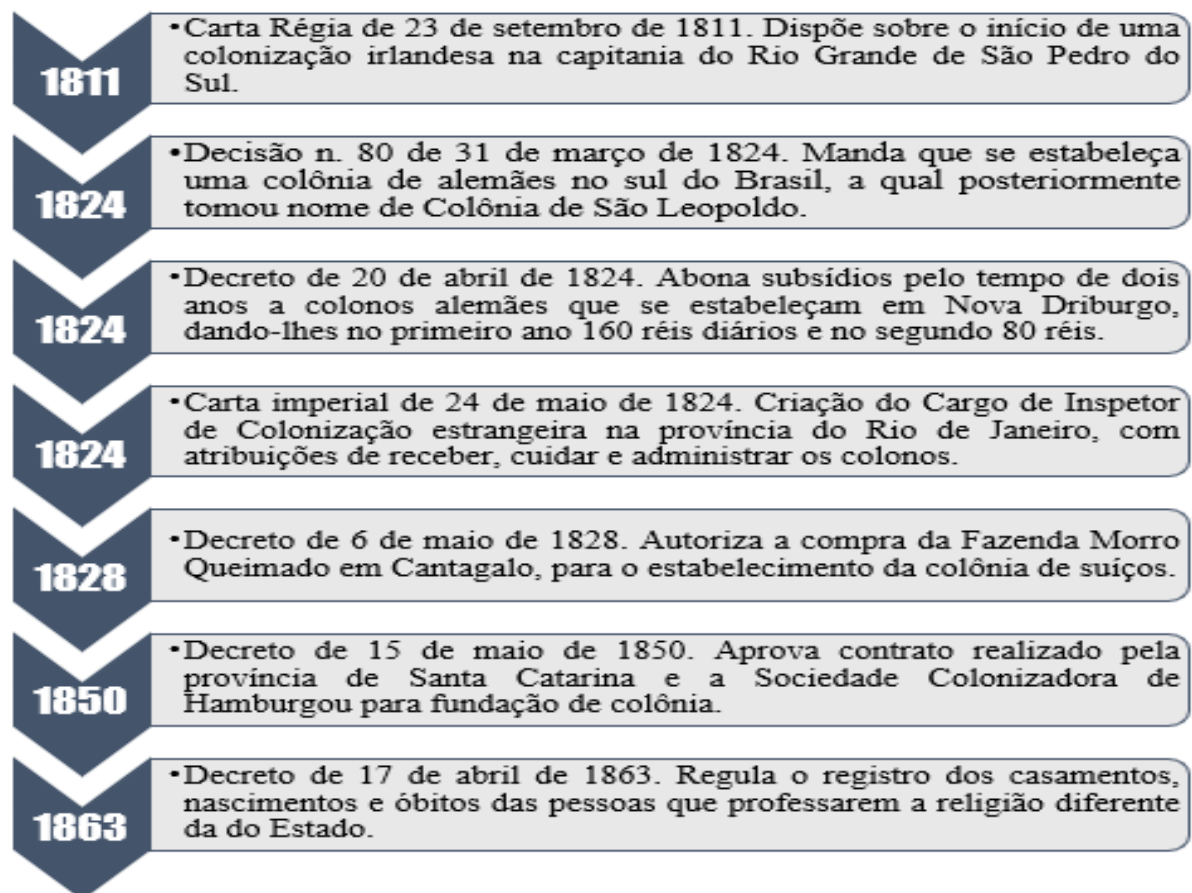 •Carta Régia de 23 de setembro de 1811. Dispõe sobre o início de uma
colonização irlandesa na capitania do Rio Grande de São Pedro do
Sul.
1811
•Decisão n. 80 de 31 de março de 1824. Manda que se estabeleça
uma colônia de alemães no sul do Brasil, a qual posteriormente
tomou nome de Colônia de São Leopoldo.
1824
•Decreto de 20 de abril de 1824. Abona subsídios pelo tempo de dois
anos a colonos alemães que se estabeleçam em Nova Driburgo,
dando-lhes no primeiro ano 160 réis diários e no segundo 80 réis.
1824
•Carta imperial de 24 de maio de 1824. Criação do Cargo de Inspetor
de Colonização estrangeira na província do Rio de Janeiro, com
atribuições de receber, cuidar e administrar os colonos.
1824
•Decreto de 6 de maio de 1828. Autoriza a compra da Fazenda Morro
Queimado em Cantagalo, para o estabelecimento da colônia de suíços.
1828
•Decreto de 15 de maio de 1850. Aprova contrato realizado pela
província de Santa Catarina e a Sociedade Colonizadora de
Hamburgou para fundação de colônia.
1850
•Decreto de 17 de abril de 1863. Regula o registro dos casamentos,
nascimentos e óbitos das pessoas que professarem a religião diferente
da do Estado.
1863